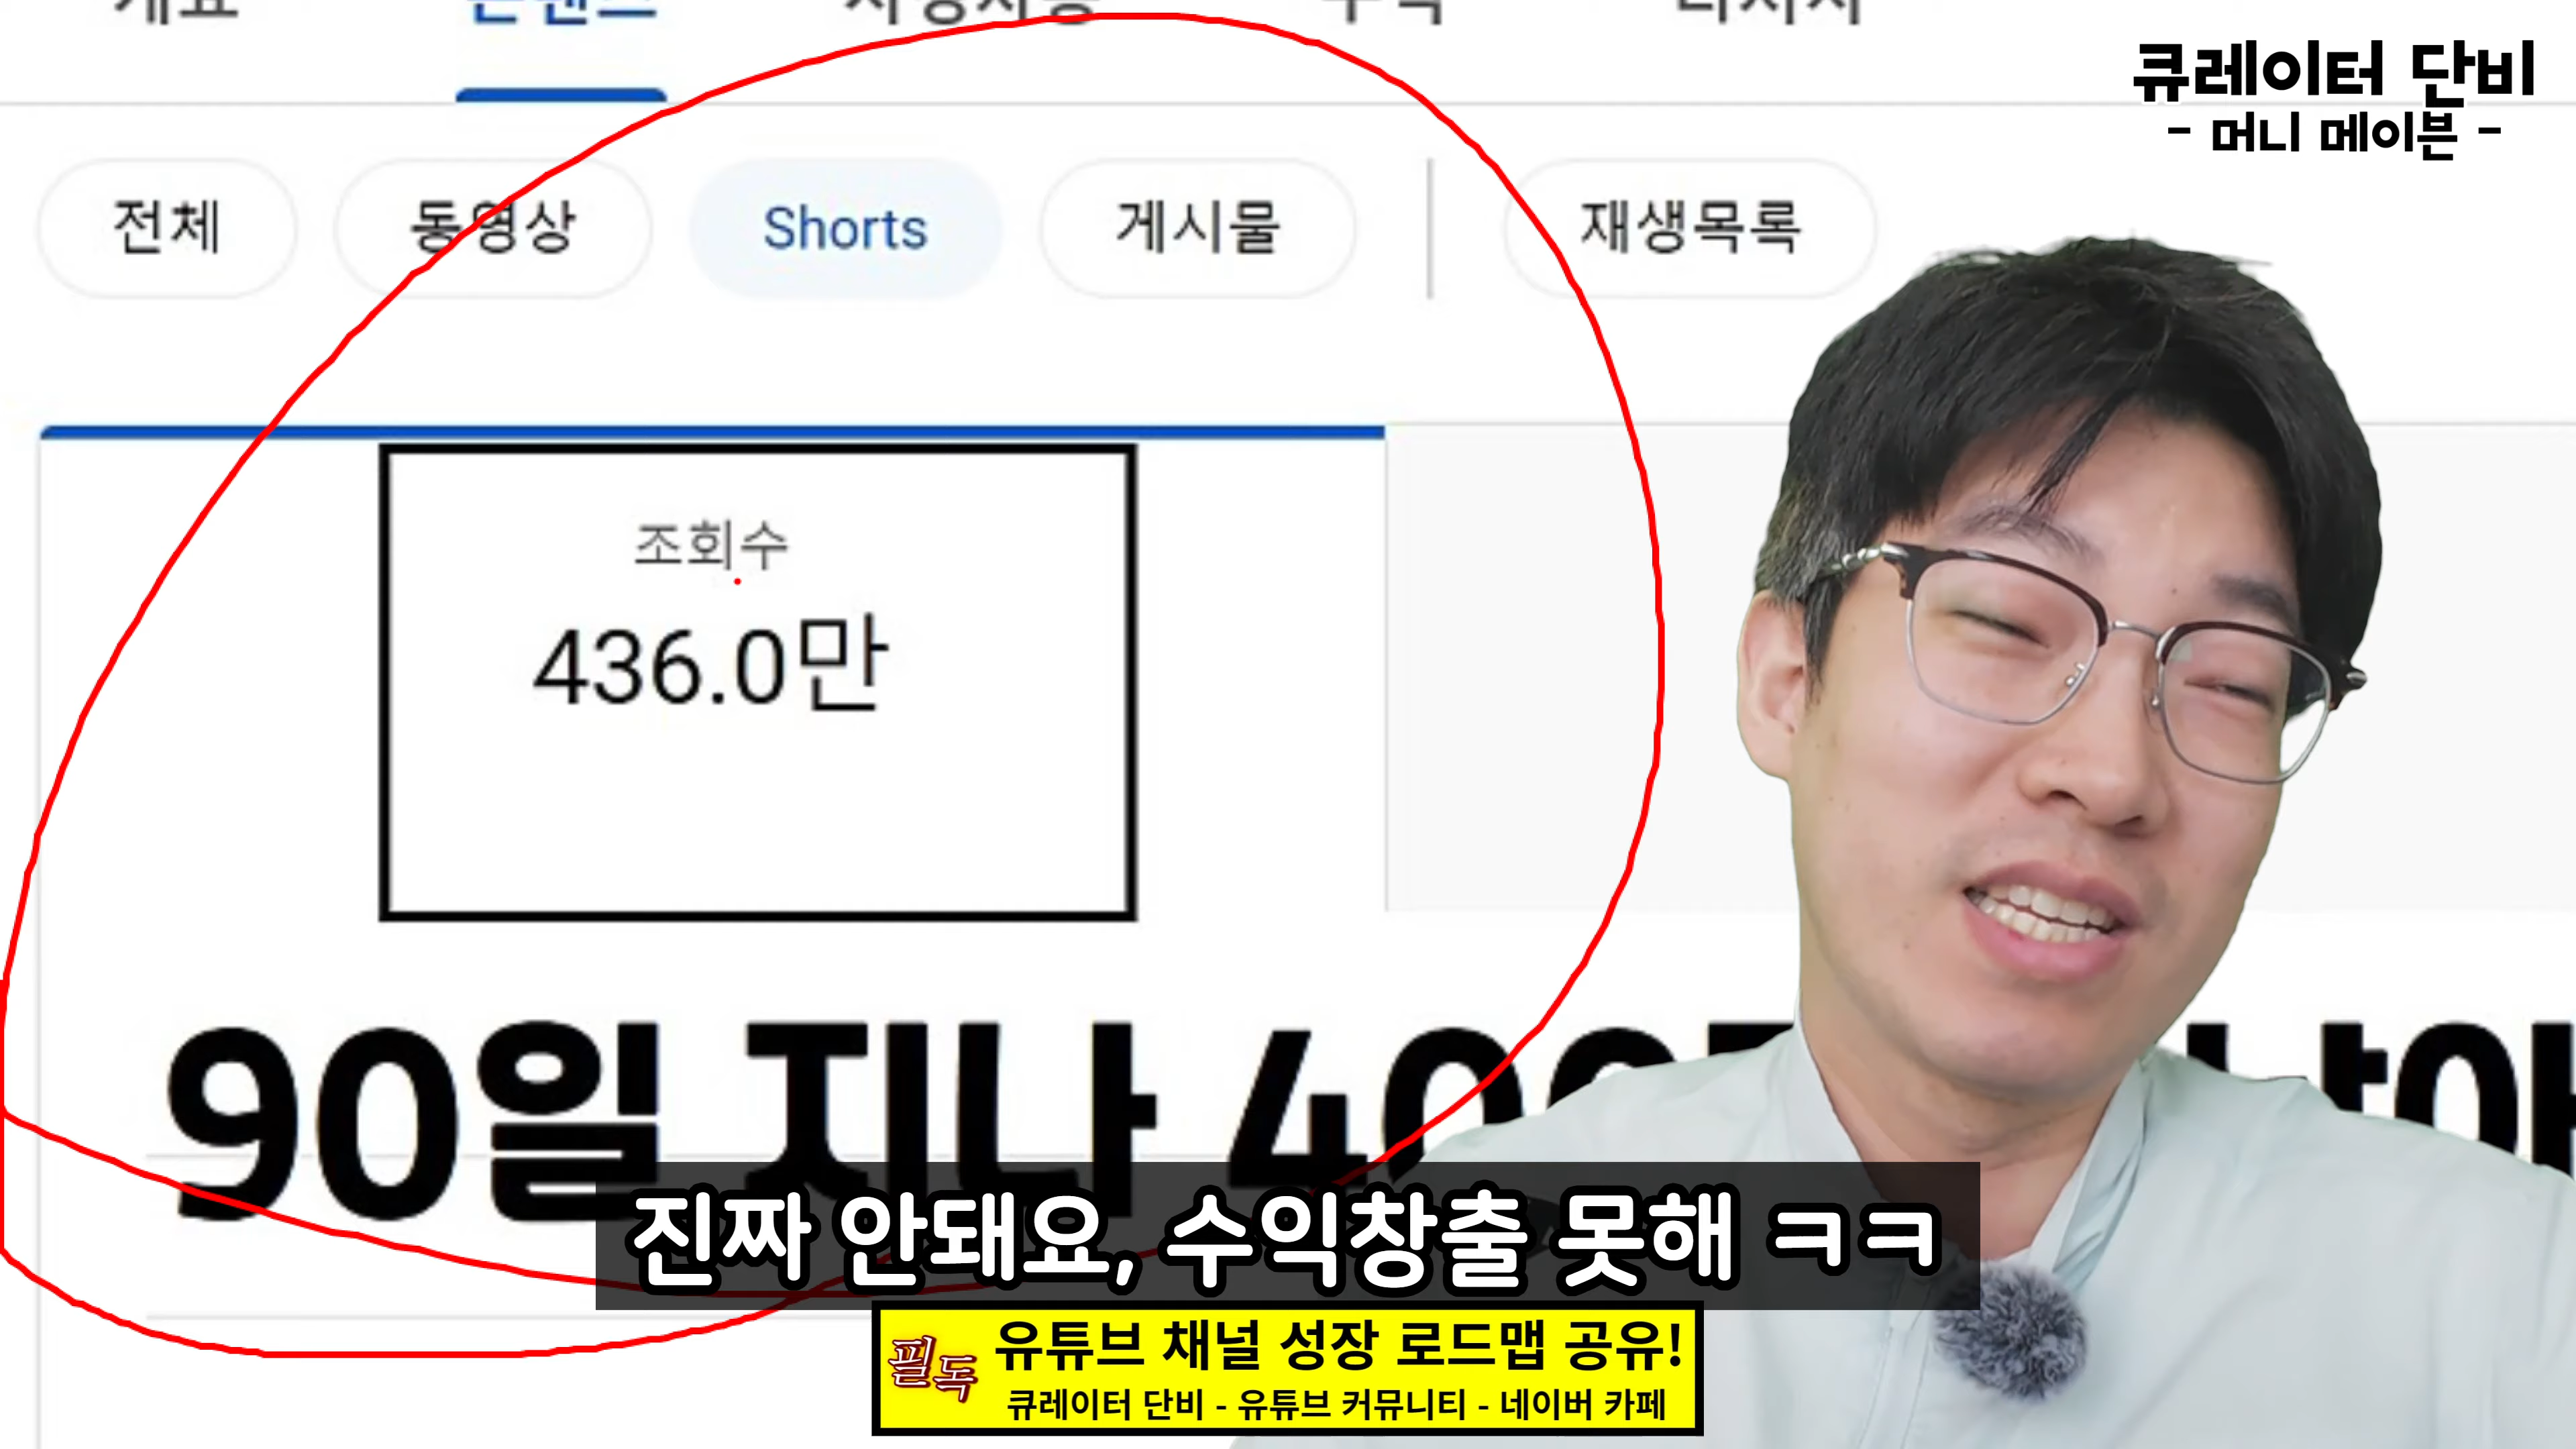 큐레이터 단비
- 머니 메이븐 -
전체 동영상 Shorts 게시물 재생목록
조회수
436.0만
90일 지나
진짜 안돼요, 수익창출 못해 ㅋㅋ
필독
유튜브 채널 성장 로드맵 공유!
큐레이터 단비 - 유튜브 커뮤니티 - 네이버 카페